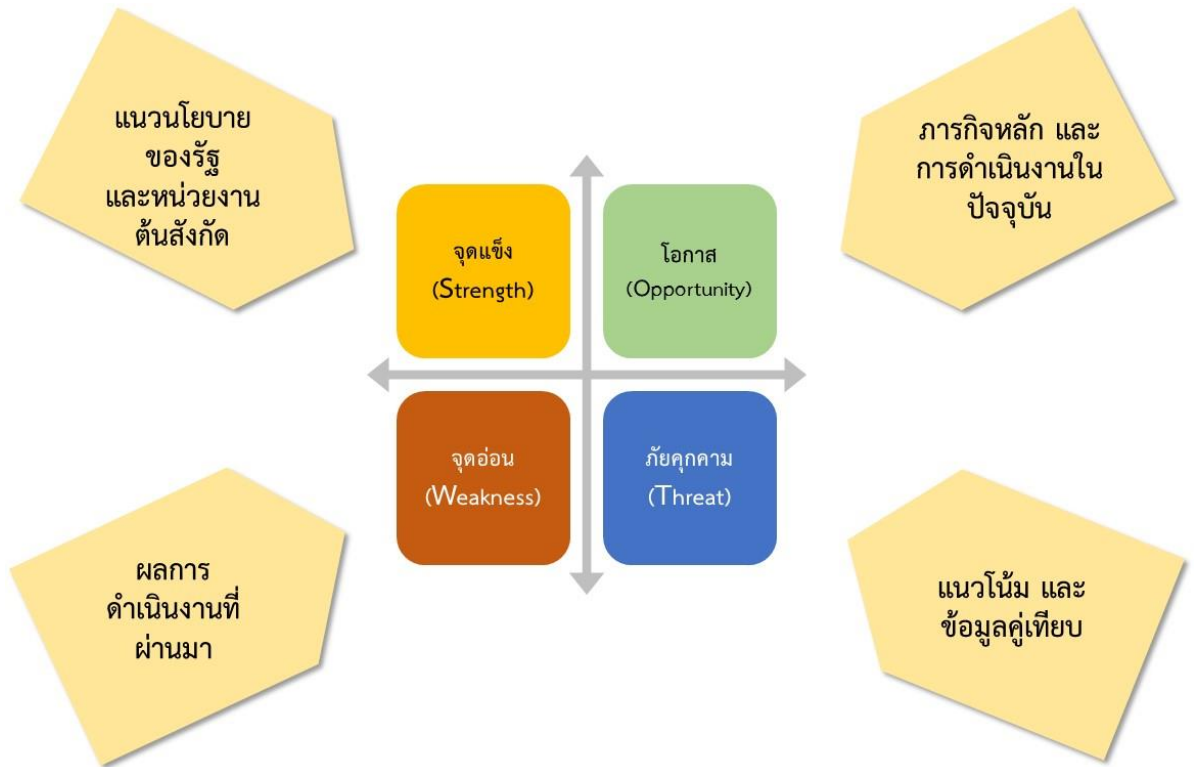 แนวนโยบาย
ของรัฐ
และหน่วยงาน
ต้นสังกัด
ภารกิจหลัก และ
การดำเนินงานใน
ปัจจุบัน
จุดแข็ง
(Strength)
โอกาส
(Opportunity)
จุดอ่อน
(Weakness)
ภัยคุกคาม
(Threat)
ผลการ
ดำเนินงานที่
ผ่านมา
แนวโน้ม และ
ข้อมูลคู่เทียบ